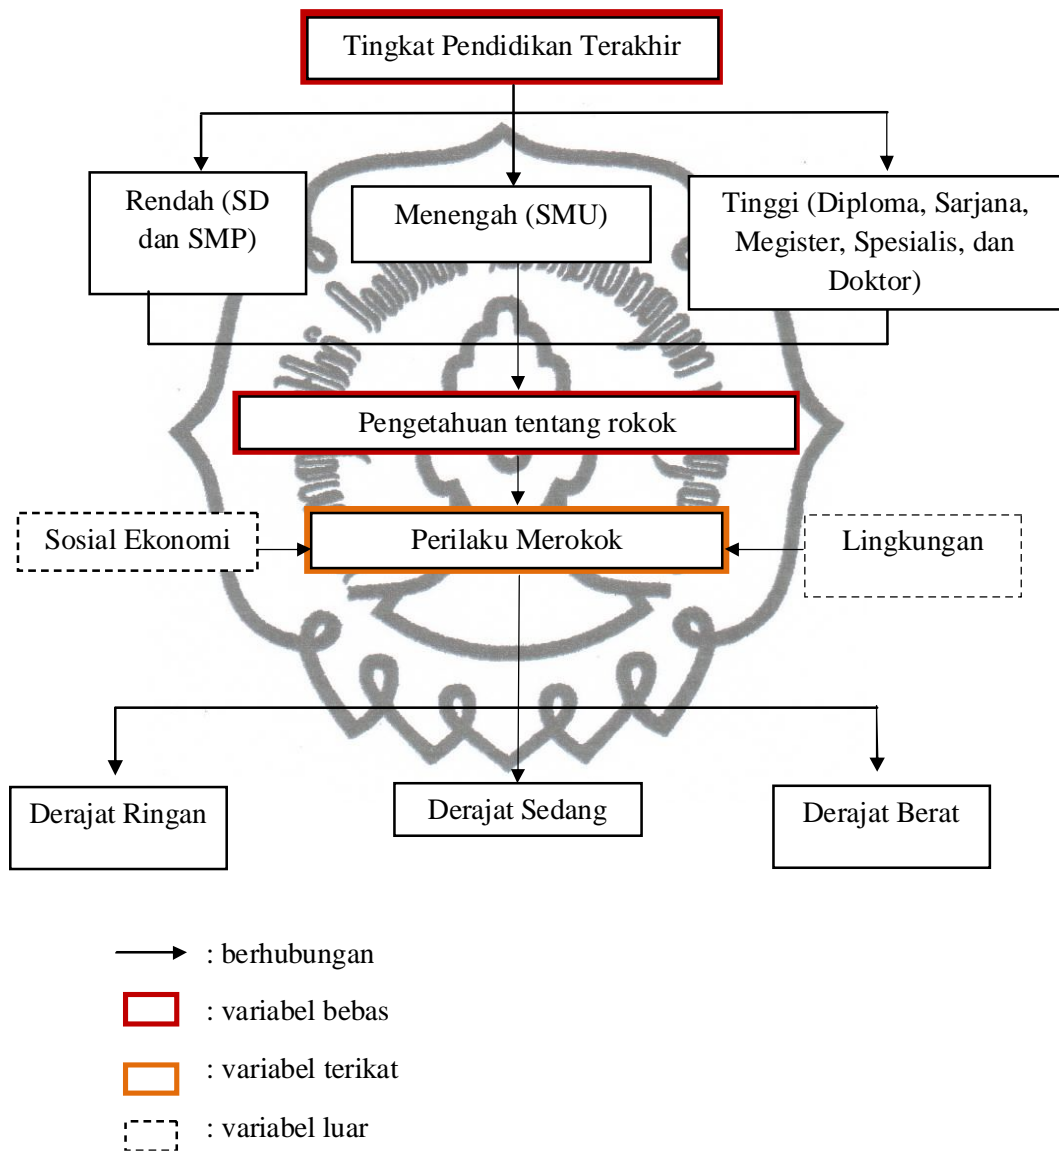 Tingkat Pendidikan Terakhir
Rendah (SD
dan SMP)
Menengah (SMU)
Tinggi (Diploma, Sarjana,
Megister, Spesialis, dan
Doktor)
Pengetahuan tentang rokok
Sosial Ekonomi
Perilaku Merokok
Lingkungan
Derajat Ringan
Derajat Sedang
Derajat Berat
: berhubungan
: variabel bebas
: variabel terikat
: variabel luar